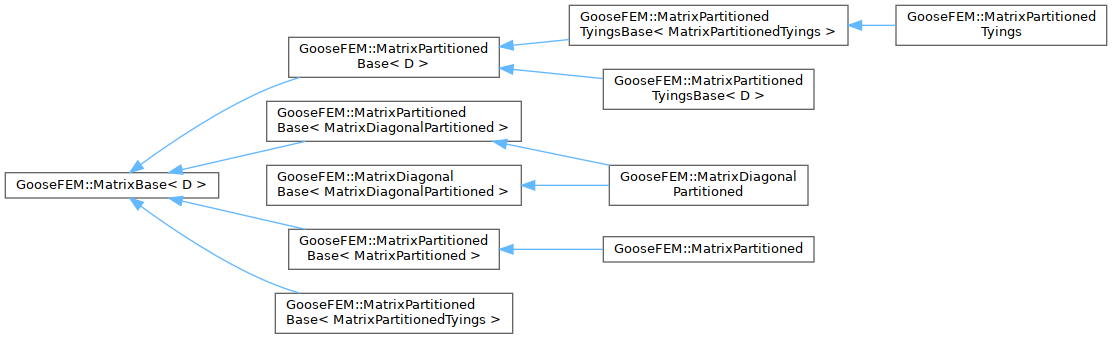 GooseFEM::MatrixBase< D >
GooseFEM::MatrixPartitioned
Base< D >
GooseFEM::MatrixPartitioned
TyingsBase< MatrixPartitionedTyings >
GooseFEM::MatrixPartitioned
Tyings
GooseFEM::MatrixPartitioned
TyingsBase< D >
GooseFEM::MatrixPartitioned
Base< MatrixDiagonalPartitioned >
GooseFEM::MatrixDiagonal
Base< MatrixDiagonalPartitioned >
GooseFEM::MatrixDiagonal
Partitioned
GooseFEM::MatrixPartitioned
Base< MatrixPartitioned >
GooseFEM::MatrixPartitioned
GooseFEM::MatrixPartitioned
Base< MatrixPartitionedTyings >